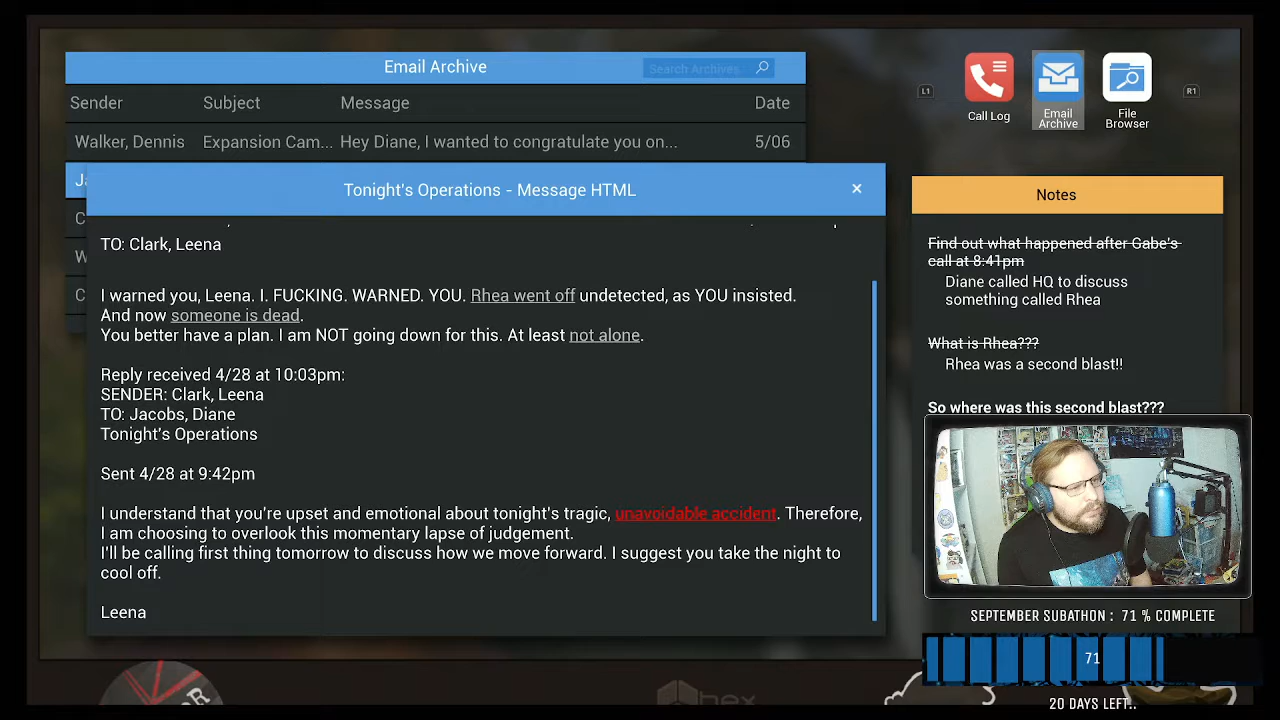 Email Archive
Search Archives
Sender Subject Message Date
Walker, Dennis Expansion Cam... Hey Diane, I wanted to congratulate you on... 5/06
Ja
C
W
C
Tonight's Operations - Message HTML
TO: Clark, Leena
I warned you, Leena. I. FUCKING. WARNED. YOU. Rhea went off undetected, as YOU insisted.
And now someone is dead.
You better have a plan. I am NOT going down for this. At least not alone.
Reply received 4/28 at 10:03pm:
SENDER: Clark, Leena
TO: Jacobs, Diane
Tonight's Operations
Sent 4/28 at 9:42pm
I understand that you're upset and emotional about tonight's tragic, unavoidable accident. Therefore,
I am choosing to overlook this momentary lapse of judgement.
I'll be calling first thing tomorrow to discuss how we move forward. I suggest you take the night to
cool off.
Leena
L1
Call Log
Email
Archive
File
Browser
R1
Notes
Find out what happened after Gabe's
call at 8:41pm
Diane called HQ to discuss
something called Rhea
What is Rhea???
Rhea was a second blast!!
So where was this second blast???
SEPTEMBER SUBATHON : 71 % COMPLETE
71
20 DAYS LEFT..
hex